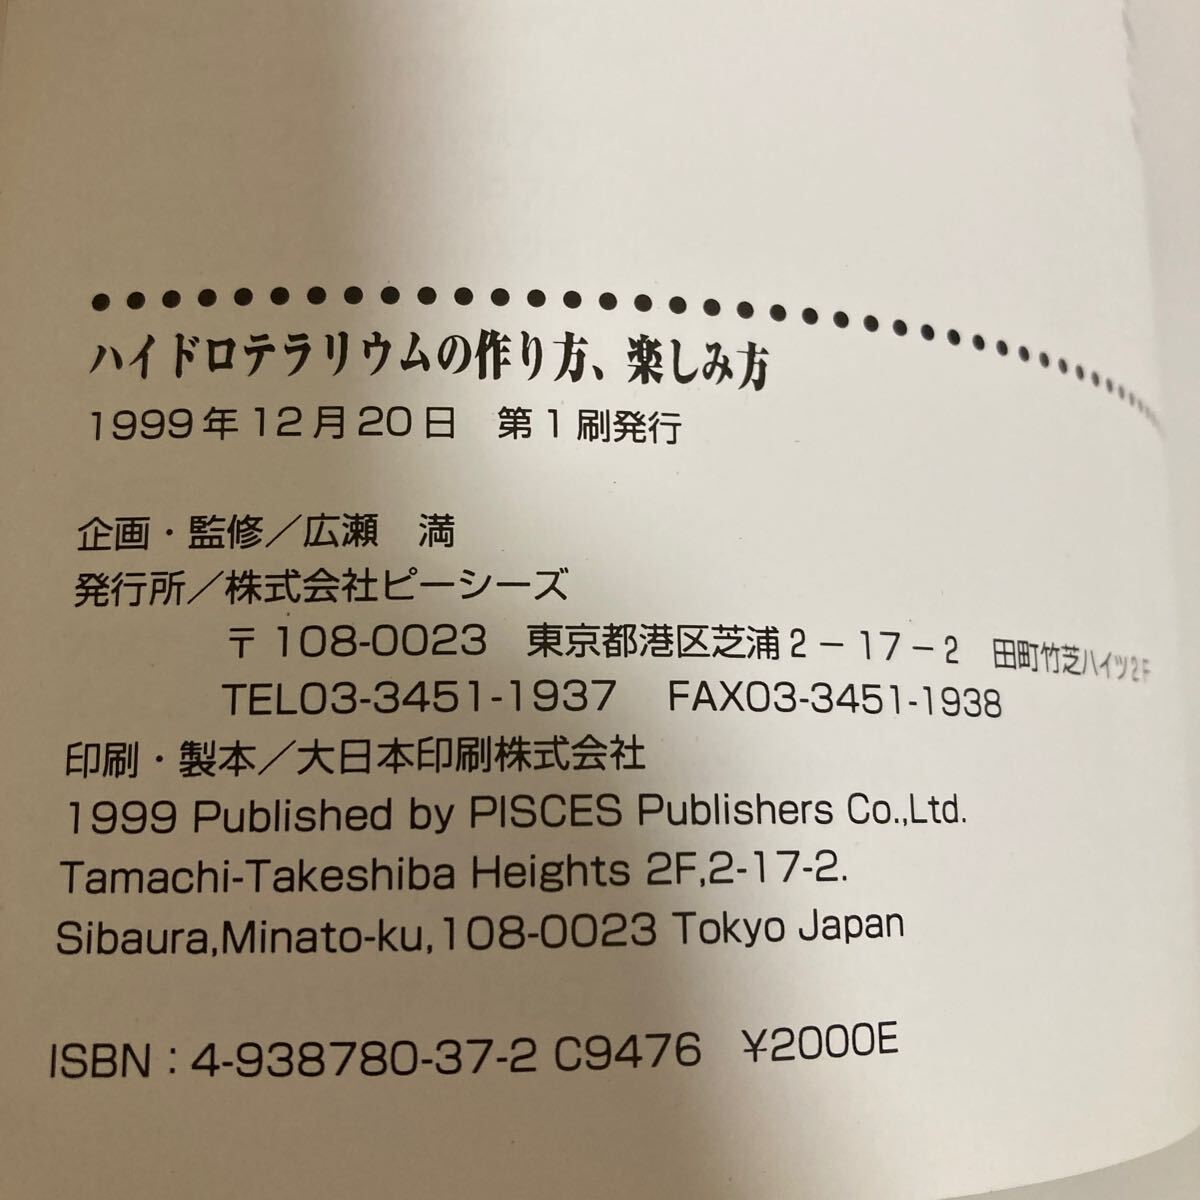 ハイドロテラリウムの作り方、楽しみ方
1999年12月20日　第1刷発行
企画・監修／広瀬　満
発行所／株式会社ピーシーズ
〒108-0023　東京都港区芝浦2－17－2　田町竹芝ハイツ2F
TEL03-3451-1937　FAX03-3451-1938
印刷・製本／大日本印刷株式会社
1999 Published by PISCES Publishers Co.,Ltd.
Tamachi-Takeshiba Heights 2F,2-17-2.
Sibaura,Minato-ku,108-0023 Tokyo Japan
ISBN：4-938780-37-2 C9476　¥2000E